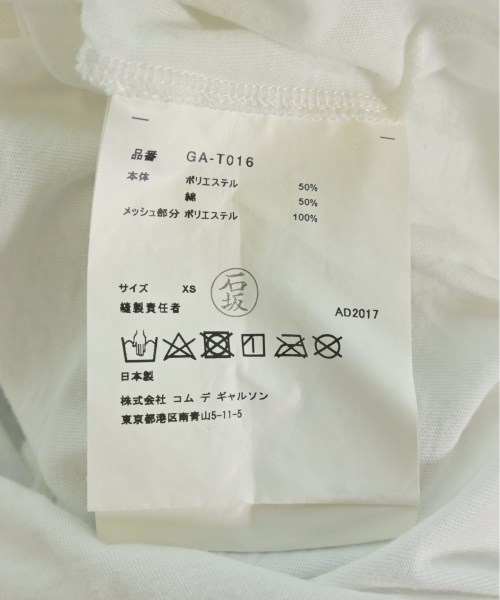 品番 GA-T016
本体 ポリエステル 50%
綿 50%
メッシュ部分 ポリエステル 100%
サイズ XS
石坂
縫製責任者
AD2017
日本製
株式会社 コム デ ギャルソン
東京都港区南青山5-11-5